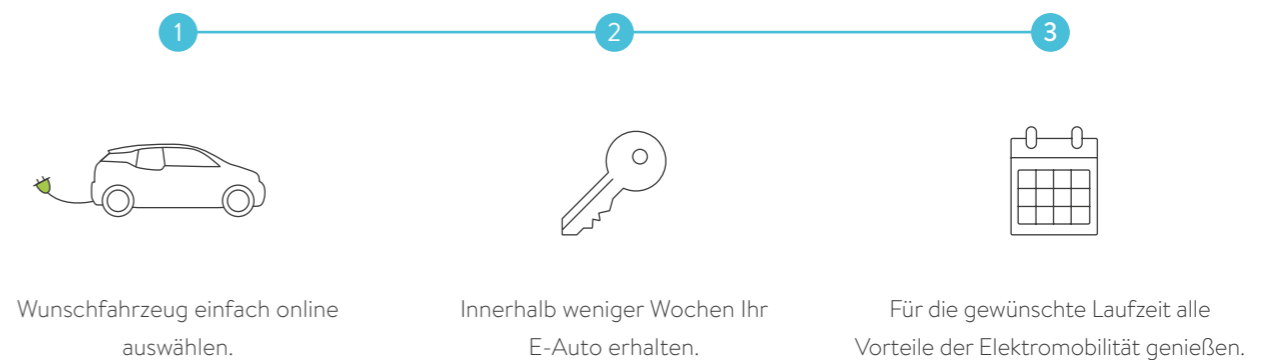 1
2
3
Wunschfahrzeug einfach online
auswählen.
Innerhalb weniger Wochen Ihr
E-Auto erhalten.
Für die gewünschte Laufzeit alle
Vorteile der Elektromobilität genießen.